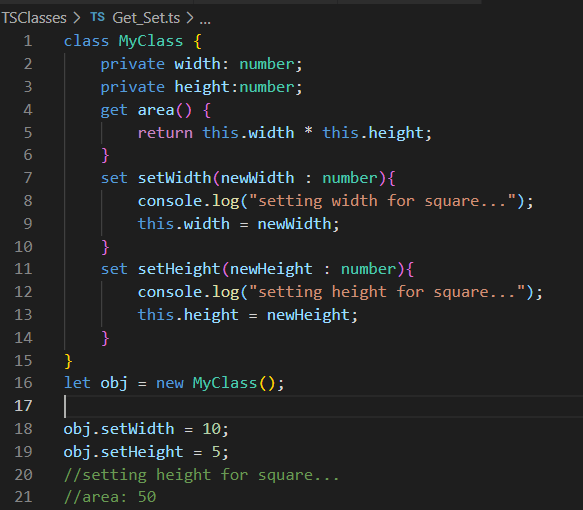 TSClasses > TS Get_Set.ts > ...
1 class MyClass {
2     private width: number;
3     private height:number;
4     get area() {
5         return this.width * this.height;
6     }
7     set setWidth(newWidth : number){
8         console.log("setting width for square...");
9         this.width = newWidth;
10     }
11     set setHeight(newHeight : number){
12         console.log("setting height for square...");
13         this.height = newHeight;
14     }
15 }
16 let obj = new MyClass();
17
18 obj.setWidth = 10;
19 obj.setHeight = 5;
20 //setting height for square...
21 //area: 50